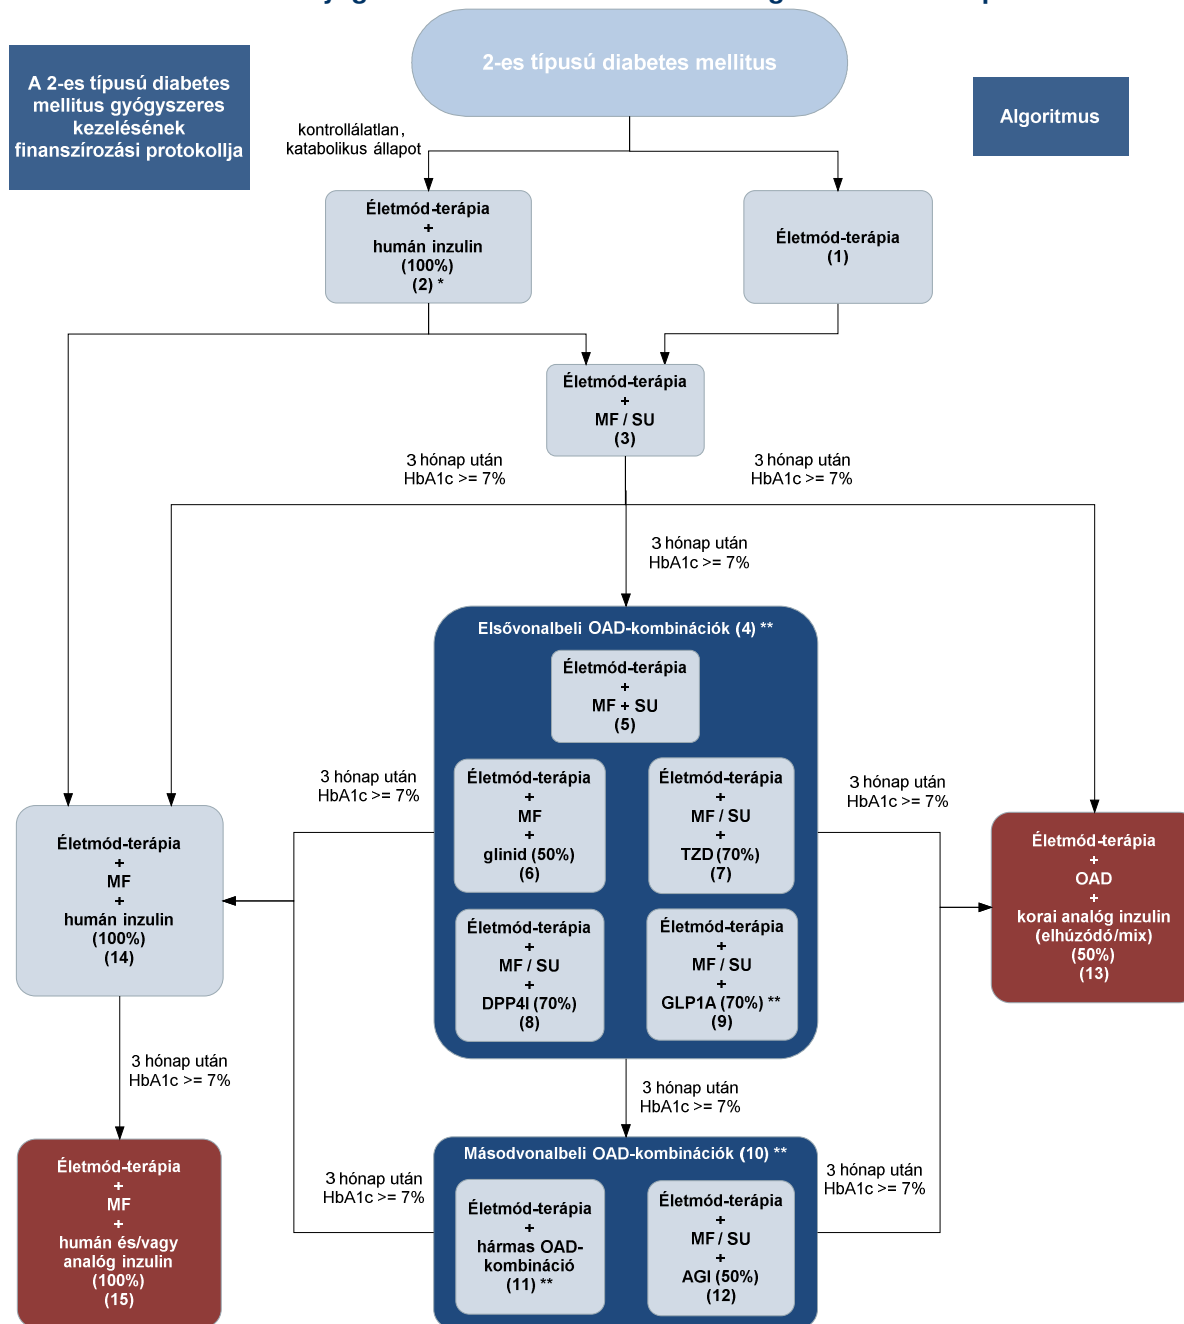 2-es típusú diabetes mellitus
A 2-es típusú diabetes
mellitus gyógyszeres
kezelésének
finanszírozási protokollja
Algoritmus
kontrollálatlan,
katabolikus állapot
Életmód-terápia
+
humán inzulin
(100%)
(2) *
Életmód-terápia
(1)
Életmód-terápia
+
MF / SU
(3)
3 hónap után
HbA1c >= 7%
3 hónap után
HbA1c >= 7%
3 hónap után
HbA1c >= 7%
Elsővonalbeli OAD-kombinációk (4) **
Életmód-terápia
+
MF + SU
(5)
3 hónap után
HbA1c >= 7%
Életmód-terápia
+
MF
+
glinid (50%)
(6)
Életmód-terápia
+
MF / SU
+
TZD (70%)
(7)
3 hónap után
HbA1c >= 7%
Életmód-terápia
+
MF
+
humán inzulin
(100%)
(14)
Életmód-terápia
+
OAD
+
korai analóg inzulin
(elhúzódó/mix)
(50%)
(13)
Életmód-terápia
+
MF / SU
+
DPP4I (70%)
(8)
Életmód-terápia
+
MF / SU
+
GLP1A (70%) **
(9)
3 hónap után
HbA1c >= 7%
3 hónap után
HbA1c >= 7%
Másodvonalbeli OAD-kombinációk (10) **
3 hónap után
HbA1c >= 7%
3 hónap után
HbA1c >= 7%
Életmód-terápia
+
MF
+
humán és/vagy
analóg inzulin
(100%)
(15)
Életmód-terápia
+
hármas OAD-
kombináció
(11) **
Életmód-terápia
+
MF / SU
+
AGI (50%)
(12)